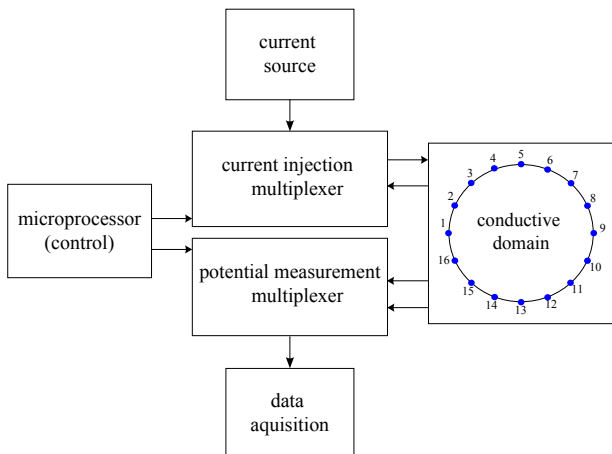 current
source
current injection
multiplexer
microprocessor
(control)
potential measurement
multiplexer
data
aquisition
conductive
domain
1
2
3
4
5
6
7
8
9
10
11
12
13
14
15
16